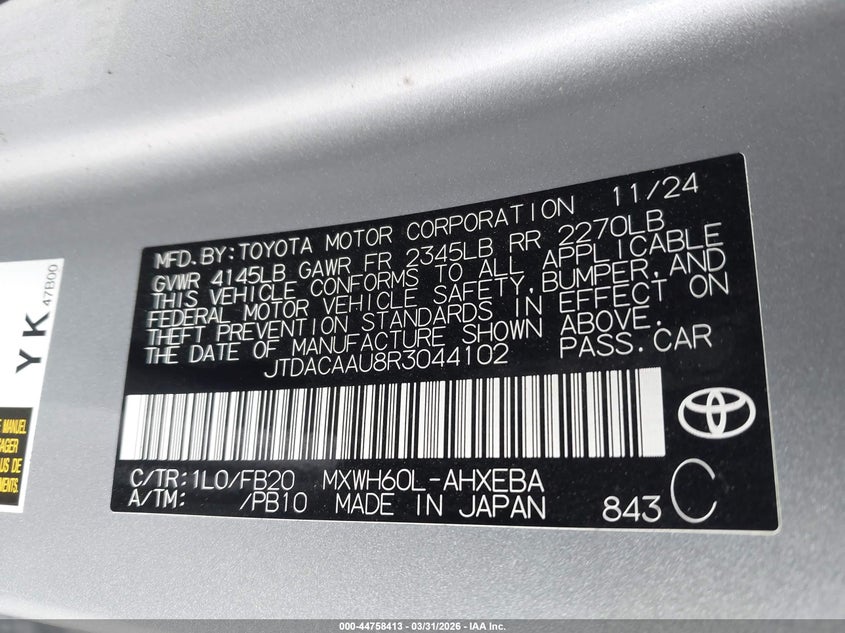 MFD. BY: TOYOTA MOTOR CORPORATION 11/24
GVWR 4145LB GAWR FR 2345LB RR 2270LB
THIS VEHICLE CONFORMS TO ALL APPLICABLE
FEDERAL MOTOR VEHICLE SAFETY, BUMPER, AND
THEFT PREVENTION STANDARDS IN EFFECT ON
THE DATE OF MANUFACTURE SHOWN ABOVE.
JTDACAAU8R3044102 PASS. CAR
C/TR: 1L0/FB20 MXWH60L-AHXEBA
A/TM: /PB10 MADE IN JAPAN 843 C
YK 47B00
MANUEL
000-44758413 - 03/31/2026 - IAA Inc.